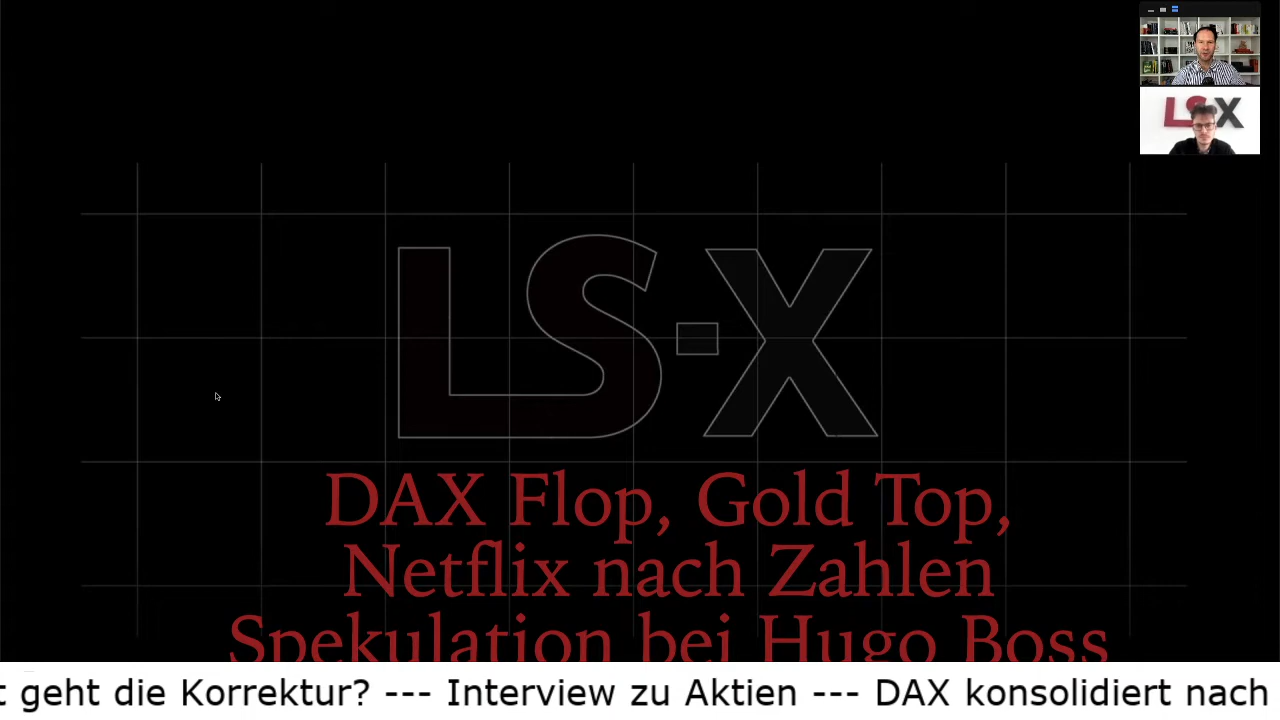 LS X
LS-X
DAX Flop, Gold Top,
Netflix nach Zahlen
Spekulation bei Hugo Boss
t geht die Korrektur? --- Interview zu Aktien --- DAX konsolidiert nach